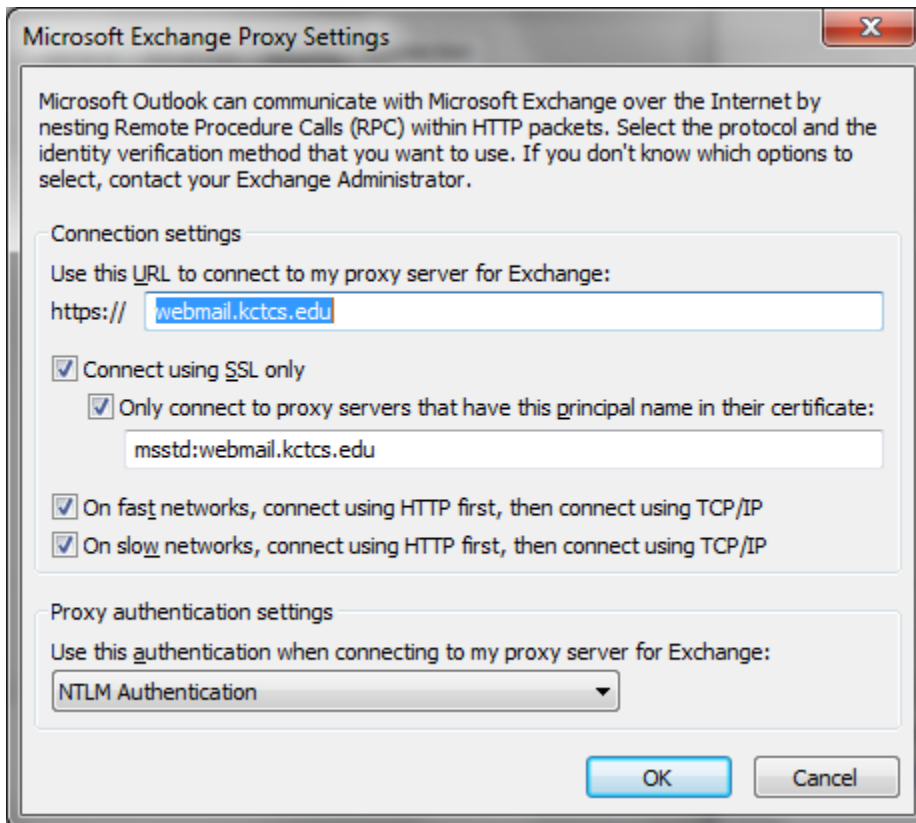 Microsoft Exchange Proxy Settings
Microsoft Outlook can communicate with Microsoft Exchange over the Internet by
nesting Remote Procedure Calls (RPC) within HTTP packets. Select the protocol and the
identity verification method that you want to use. If you don't know which options to
select, contact your Exchange Administrator.
Connection settings
Use this URL to connect to my proxy server for Exchange:
https:// webmail.kctcs.edu
Connect using SSL only
Only connect to proxy servers that have this principal name in their certificate:
msstd:webmail.kctcs.edu
On fast networks, connect using HTTP first, then connect using TCP/IP
On slow networks, connect using HTTP first, then connect using TCP/IP
Proxy authentication settings
Use this authentication when connecting to my proxy server for Exchange:
NTLM Authentication
OK Cancel